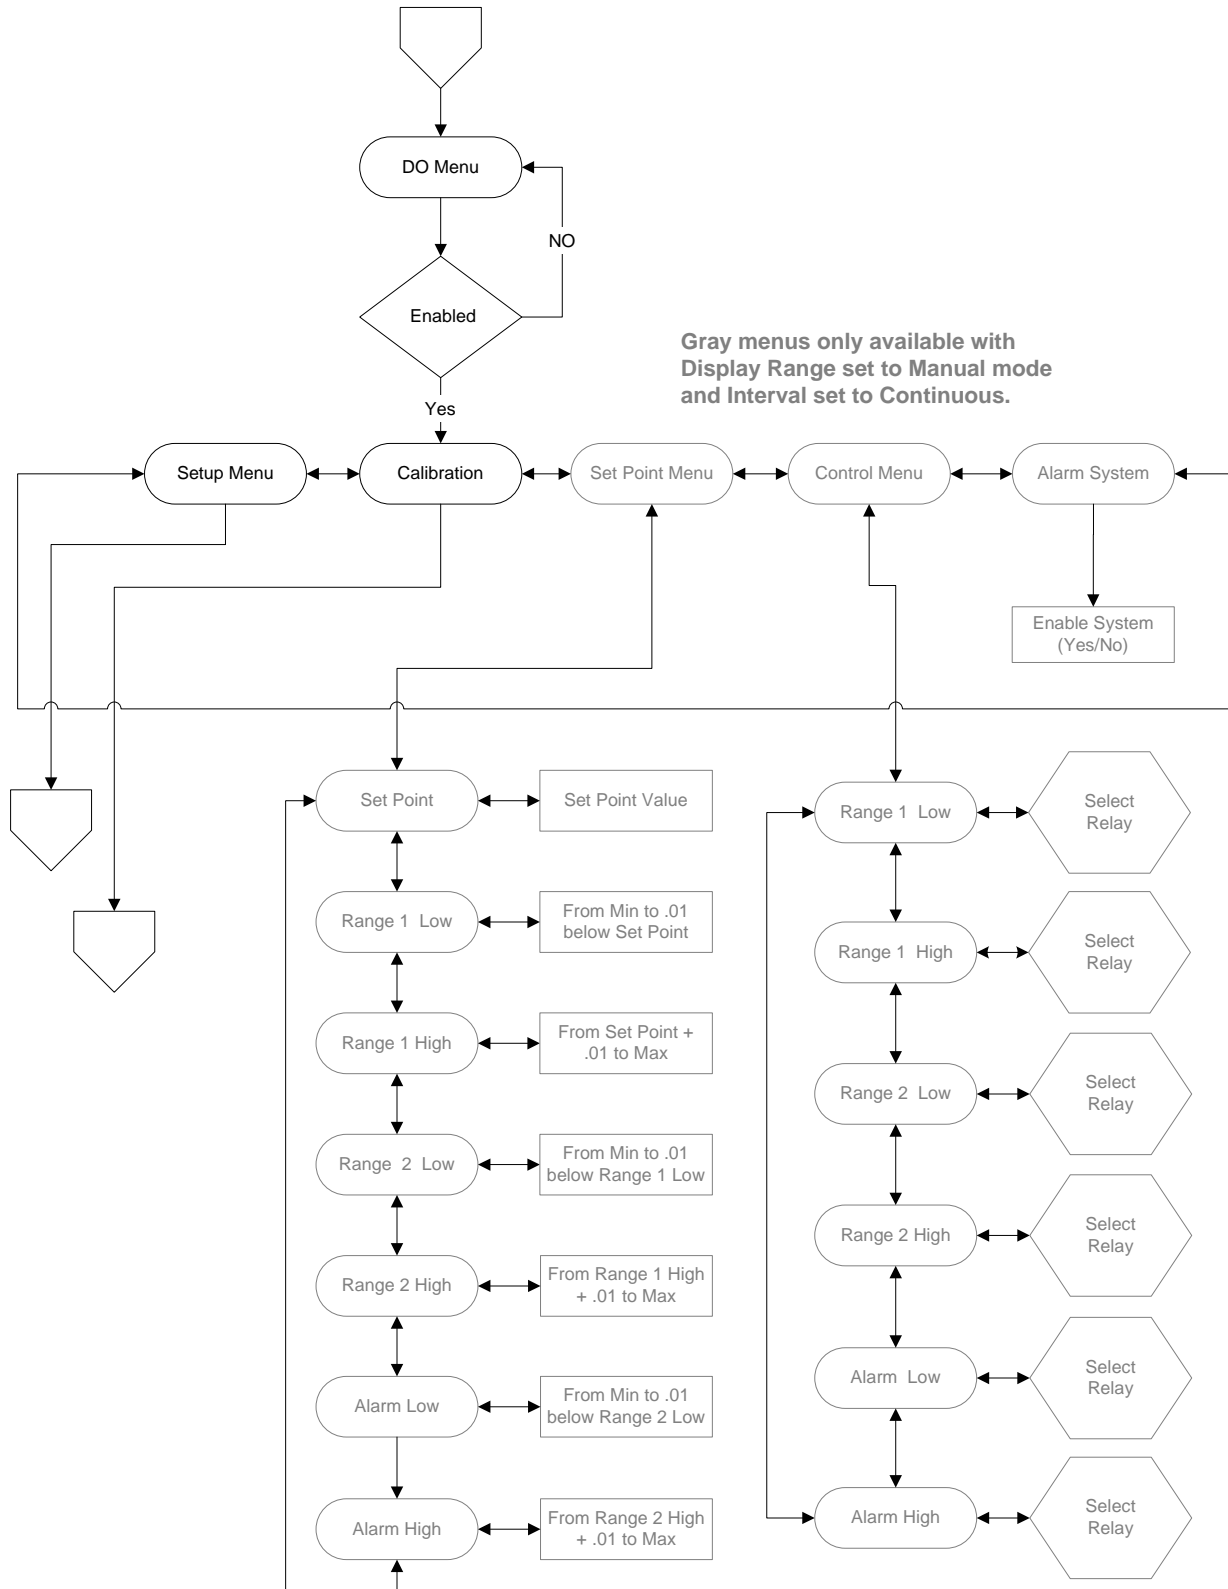 DO Menu
NO
Enabled
Gray menus only available with
Display Range set to Manual mode
and Interval set to Continuous.
Yes
Setup Menu
Calibration
Set Point Menu
Control Menu
Alarm System
Enable System
(Yes/No)
Set Point
Set Point Value
Range 1 Low
From Min to .01
below Set Point
Range 1 High
From Set Point +
.01 to Max
Range 2 Low
From Min to .01
below Range 1 Low
Range 2 High
From Range 1 High
+ .01 to Max
Alarm Low
From Min to .01
below Range 2 Low
Alarm High
From Range 2 High
+ .01 to Max
Range 1 Low
Select
Relay
Range 1 High
Select
Relay
Range 2 Low
Select
Relay
Range 2 High
Select
Relay
Alarm Low
Select
Relay
Alarm High
Select
Relay